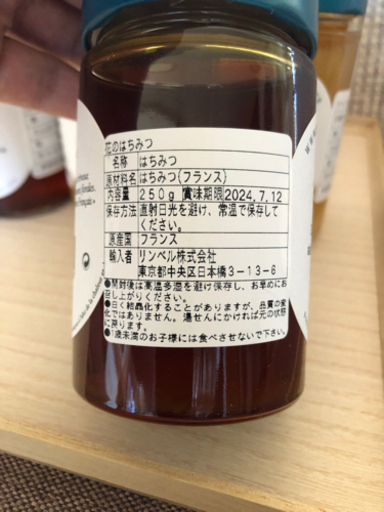 花のはちみつ
名称 はちみつ
原材料名 はちみつ(フランス)
内容量 250g 賞味期限 2024,7,12
保存方法 直射日光を避け、常温で保存して
ください。
原産国 フランス
輸入者 リンベル株式会社
東京都中央区日本橋3-13-6
●開封後は高温多湿を避け保存し、お早めにお
召し上がりください。
●白く結晶化することがありますが、品質の変
化ではありません。湯せんにかければ元の状態
に戻ります。
●1歳未満のお子様には食べさせないで下さい。